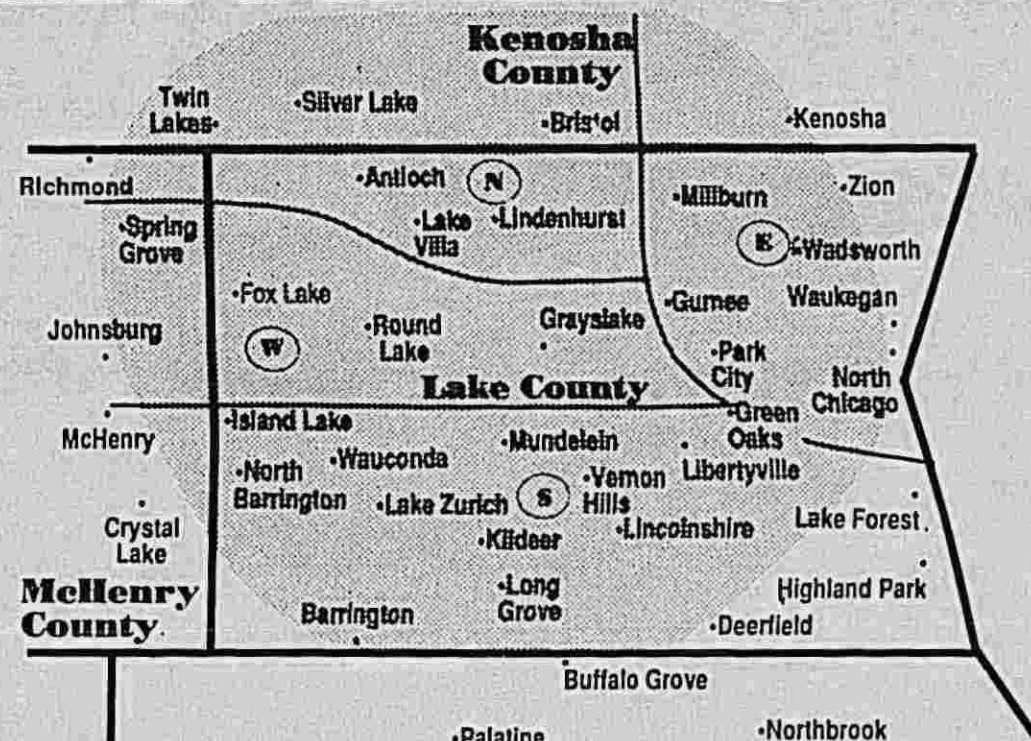 Kenosha
County
Twin
Lakes
Silver Lake
Bristol
Kenosha
Richmond
Antioch
N
Millburn
Zion
Spring
Grove
Lake
Villa
Lindenhurst
E
Wadsworth
Fox Lake
Gurnee
Waukegan
Johnsburg
W
Round
Lake
Grayslake
Park
City
North
Chicago
Lake County
McHenry
Island Lake
Mundelein
Green
Oaks
North
Barrington
Wauconda
Vernon
Hills
Libertyville
Lake Zurich
S
Crystal
Lake
Kildeer
Lincolnshire
Lake Forest
McHenry
County
Barrington
Long
Grove
Highland Park
Deerfield
Buffalo Grove
Palatine
Northbrook